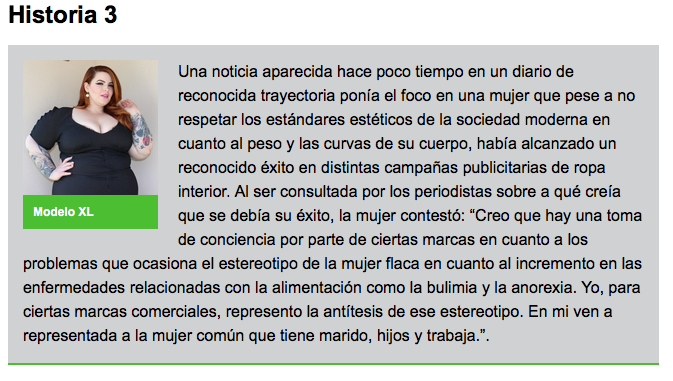 Historia 3
Una noticia aparecida hace poco tiempo en un diario de
reconocida trayectoria ponía el foco en una mujer que pese a no
respetar los estándares estéticos de la sociedad moderna en
cuanto al peso y las curvas de su cuerpo, había alcanzado un
reconocido éxito en distintas campañas publicitarias de ropa
interior. Al ser consultada por los periodistas sobre a qué creía
que se debía su éxito, la mujer contestó: “Creo que hay una toma
de conciencia por parte de ciertas marcas en cuanto a los
problemas que ocasiona el estereotipo de la mujer flaca en cuanto al incremento en las
enfermedades relacionadas con la alimentación como la bulimia y la anorexia. Yo, para
ciertas marcas comerciales, represento la antítesis de ese estereotipo. En mi ven a
representada a la mujer común que tiene marido, hijos y trabaja.”.
Modelo XL